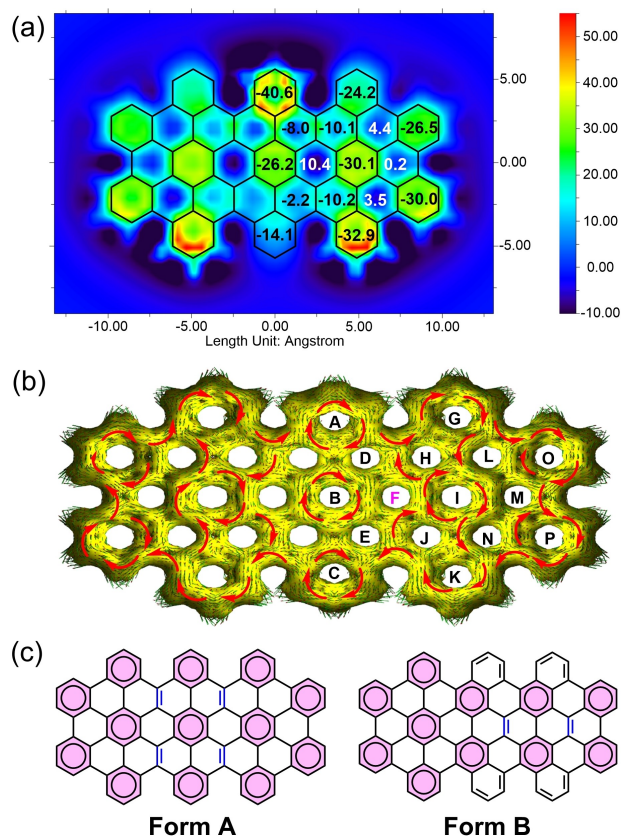 (a)
50.00
40.00
30.00
20.00
10.00
0.00
-10.00
-40.6 -24.2
-8.0 -10.1 4.4 -26.5
-26.2 10.4 -30.1 0.2
-2.2 -10.2 3.5 -30.0
-14.1 -32.9
5.00
0.00
-5.00
-10.00 -5.00 0.00 5.00 10.00
Length Unit: Angstrom
(b)
A G
D H L O
B F I M
E J N P
C K
(c)
Form A Form B